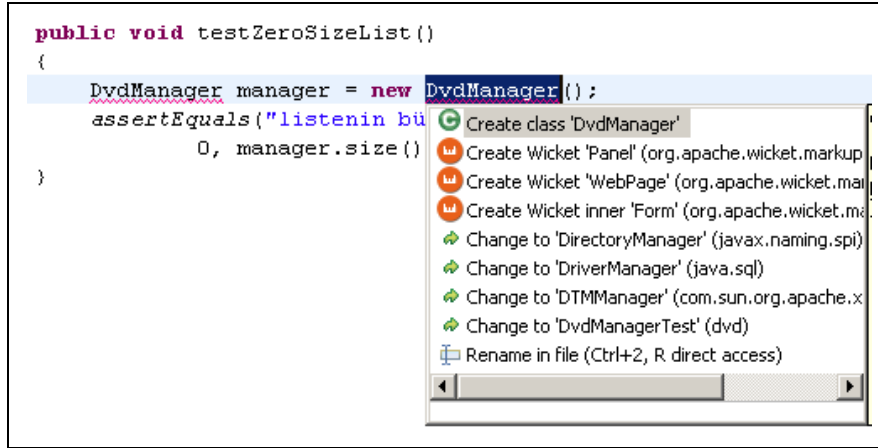 public void testZeroSizeList()
{
DvdManager manager = new DvdManager();
assertEquals("listenin bü
0, manager.size()
}
Create class 'DvdManager'
Create Wicket 'Panel' (org.apache.wicket.markup
Create Wicket 'WebPage' (org.apache.wicket.mar
Create Wicket inner 'Form' (org.apache.wicket.ma
Change to 'DirectoryManager' (javax.naming.spi)
Change to 'DriverManager' (java.sql)
Change to 'DTMManager' (com.sun.org.apache.x
Change to 'DvdManagerTest' (dvd)
Rename in file (Ctrl+2, R direct access)